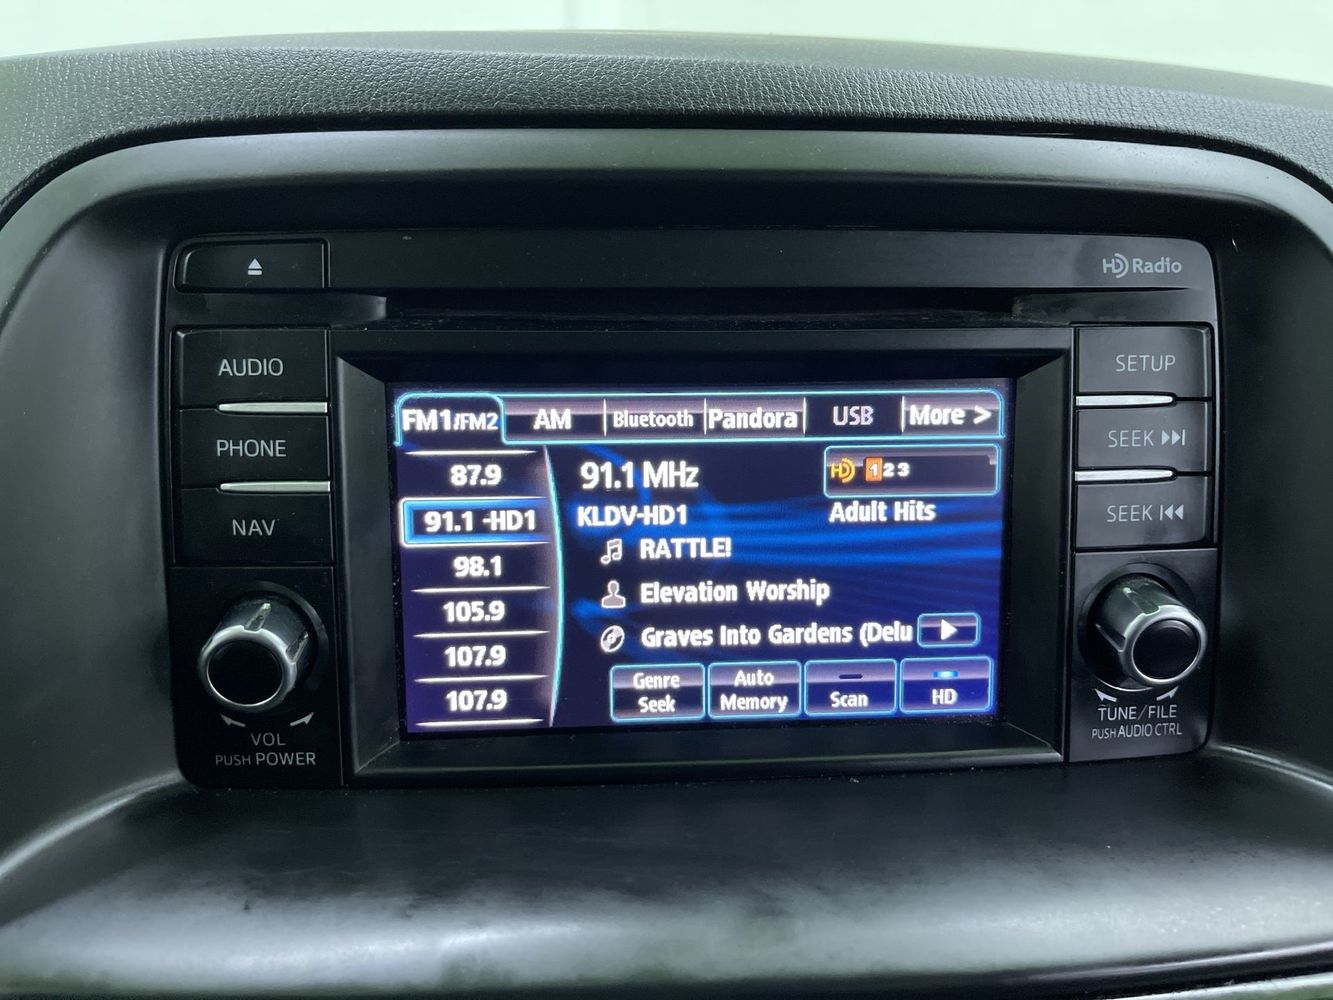 HD Radio
AUDIO
PHONE
NAV
VOL
PUSH POWER
FM1/FM2 AM Bluetooth Pandora USB More >
87.9
91.1 -HD1
98.1
105.9
107.9
107.9
91.1 MHz
HD 1 2 3
KLDV-HD1
Adult Hits
RATTLE!
Elevation Worship
Graves Into Gardens (Delu
Genre
Seek
Auto
Memory
Scan
HD
SETUP
SEEK
SEEK
TUNE/FILE
PUSH AUDIO CTRL